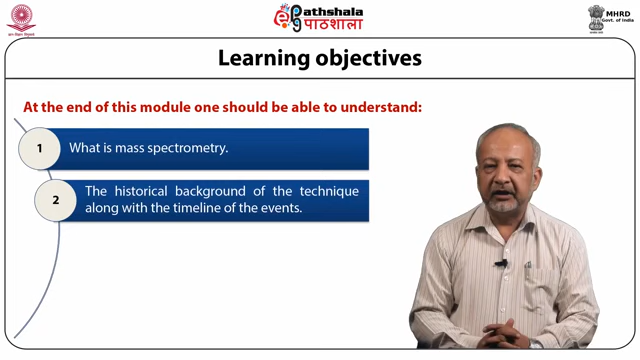 ePathshala
पाठशाला
MHRD
Govt. of India
Learning objectives
At the end of this module one should be able to understand:
1
What is mass spectrometry.
2
The historical background of the technique
along with the timeline of the events.